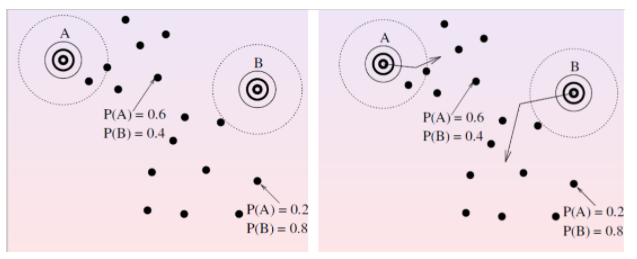 A
B
P(A) = 0.6
P(B) = 0.4
P(A) = 0.2
P(B) = 0.8
A
B
P(A) = 0.6
P(B) = 0.4
P(A) = 0.2
P(B) = 0.8